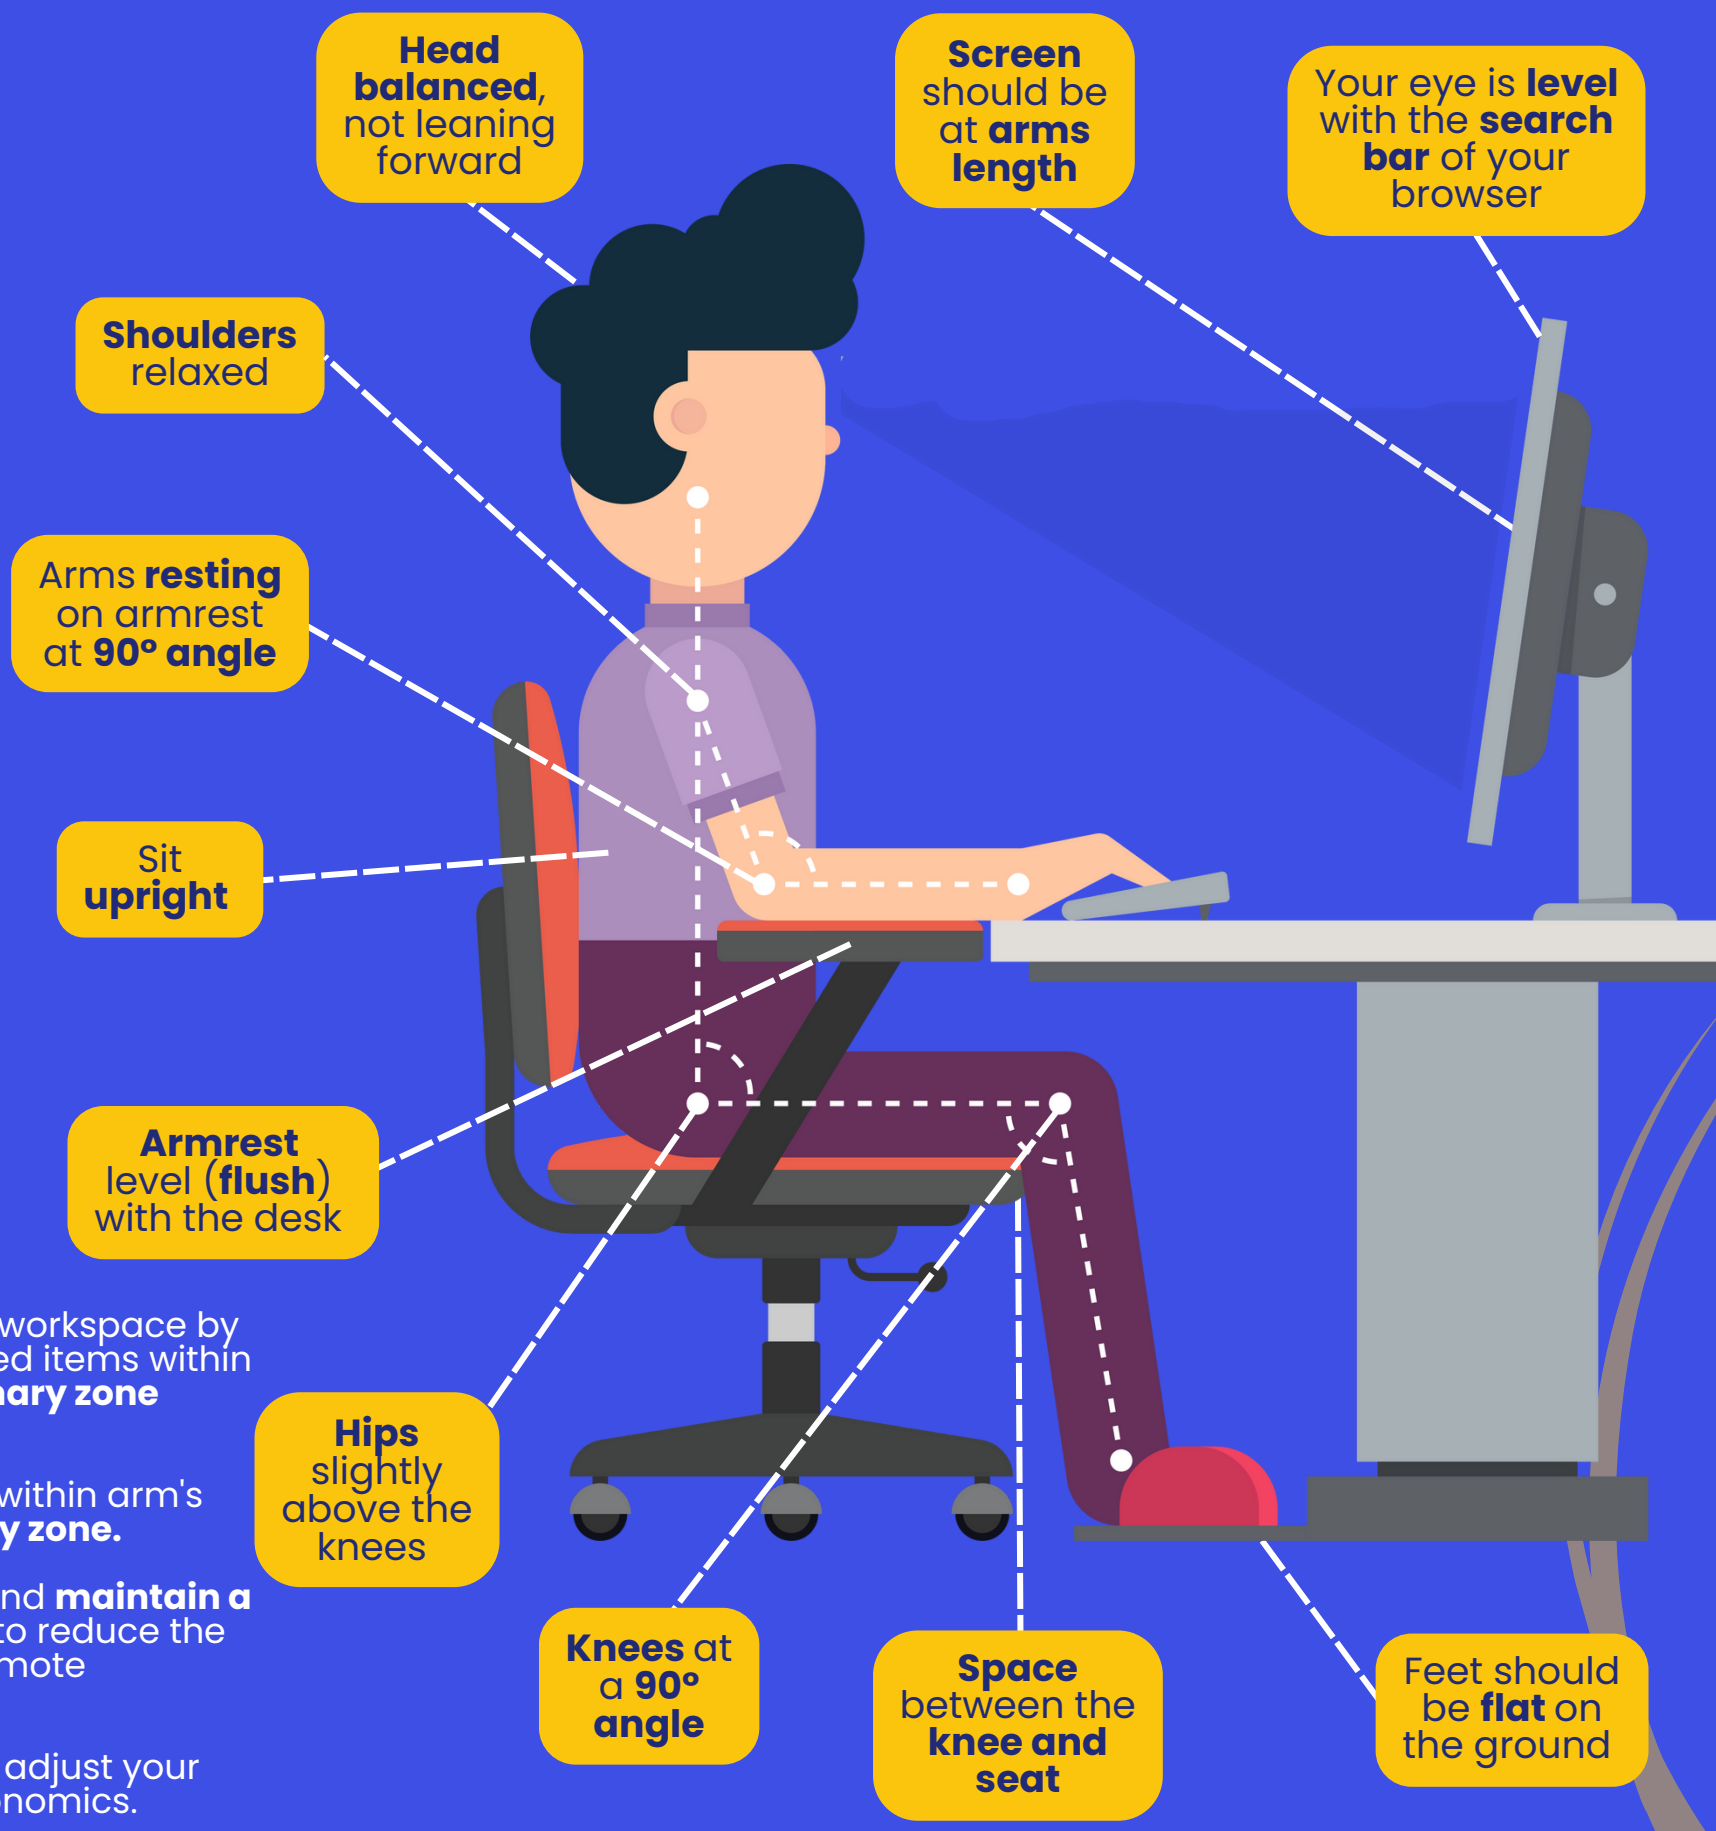 Head
balanced,
not leaning
forward
Screen
should be
at arms
length
Your eye is level
with the search
bar of your
browser
Shoulders
relaxed
Arms resting
on armrest
at 90º angle
Sit
upright
Armrest
level (flush)
with the desk
workspace by
ed items within
nary zone
within arm's
y zone.
nd maintain a
to reduce the
mote
adjust your
nomics.
Hips
slightly
above the
knees
Knees at
a 90º
angle
Space
between the
knee and
seat
Feet should
be flat on
the ground